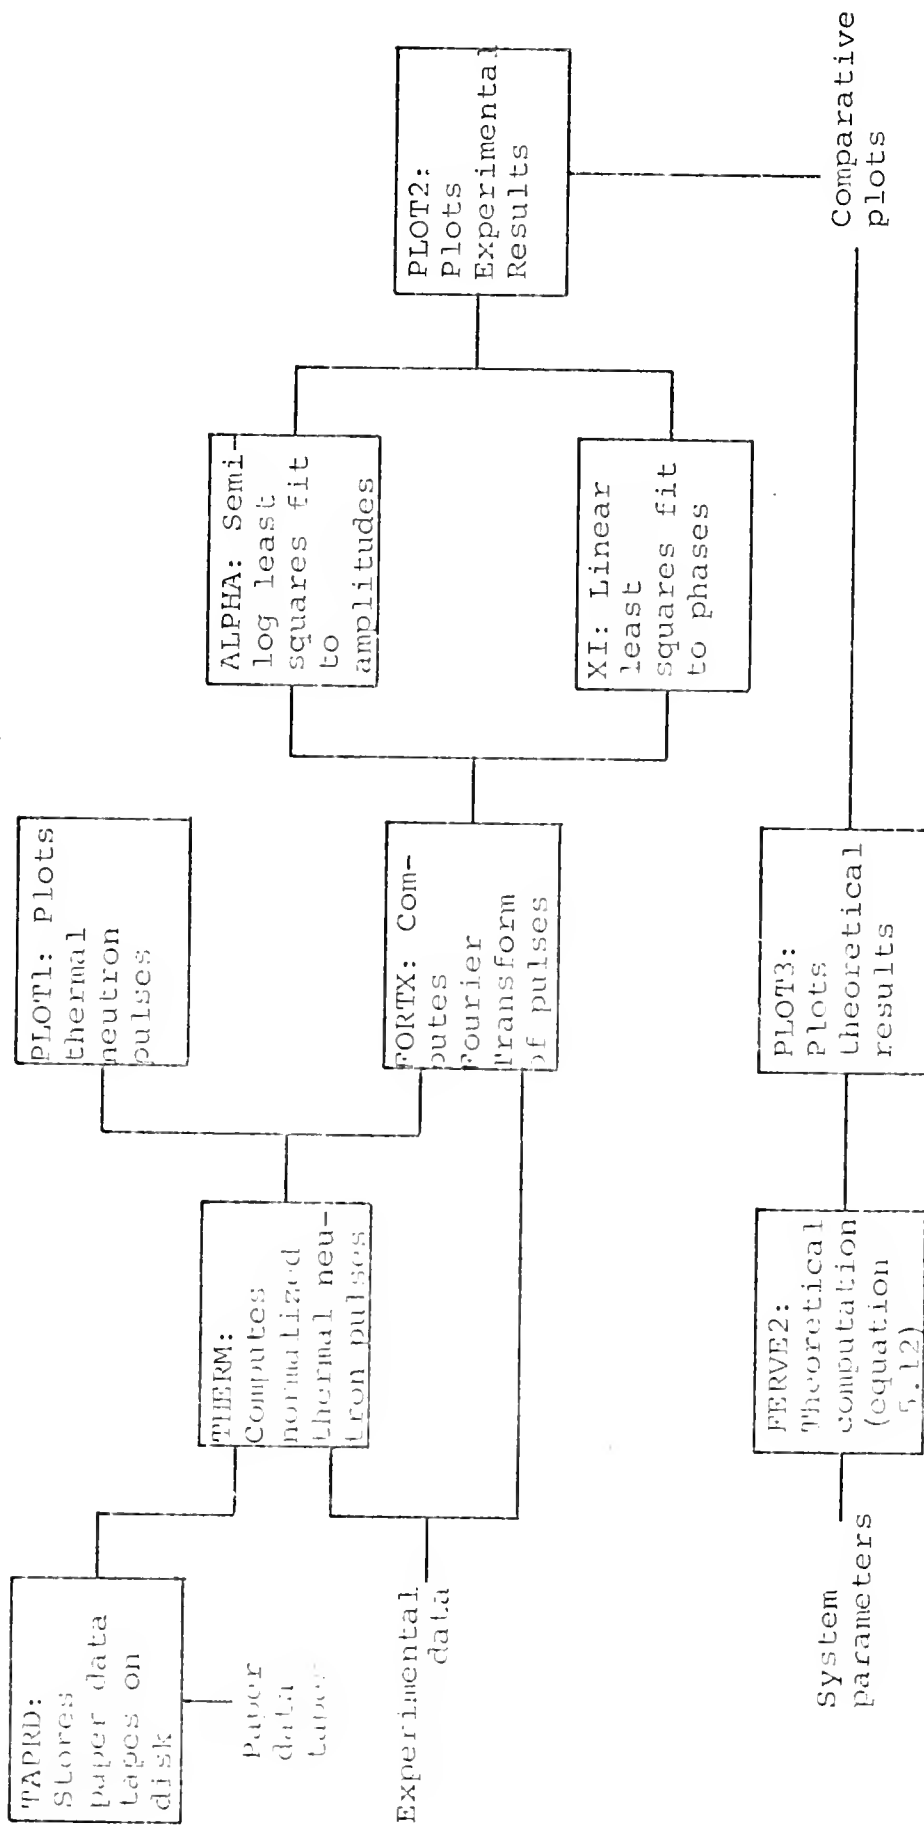 TAPRD:
Stores
paper data
tapes on
disk
Paper
data
tapes
Experimental
data
THERM:
Computes
normalized
thermal neu-
tron pulses
PLOT1: Plots
thermal
neutron
pulses
FORTX: Com-
putes
Fourier
Transform
of pulses
ALPHA: Semi-
log least
squares fit
to
amplitudes
XI: Linear
least
squares fit
to phases
PLOT2:
Plots
Experimental
Results
System
parameters
FERVE2:
Theoretical
computation
(equation
5.12)
PLOT3:
Plots
theoretical
results
Comparative
plots